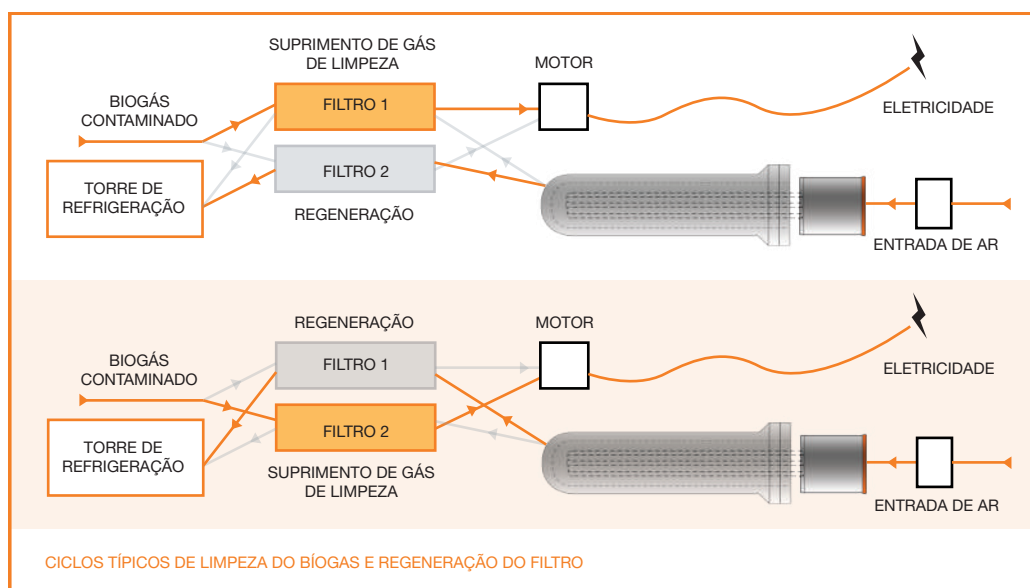 SUPRIMENTO DE GÁS
DE LIMPEZA
MOTOR
FILTRO 1
BIOGÁS
CONTAMINADO
ELETRICIDADE
FILTRO 2
TORRE DE
REFRIGERAÇÃO
REGENERAÇÃO
ENTRADA DE AR
REGENERAÇÃO
MOTOR
FILTRO 1
BIOGÁS
CONTAMINADO
ELETRICIDADE
FILTRO 2
TORRE DE
REFRIGERAÇÃO
SUPRIMENTO DE GÁS
DE LIMPEZA
ENTRADA DE AR
CICLOS TÍPICOS DE LIMPEZA DO BÍOGAS E REGENERAÇÃO DO FILTRO